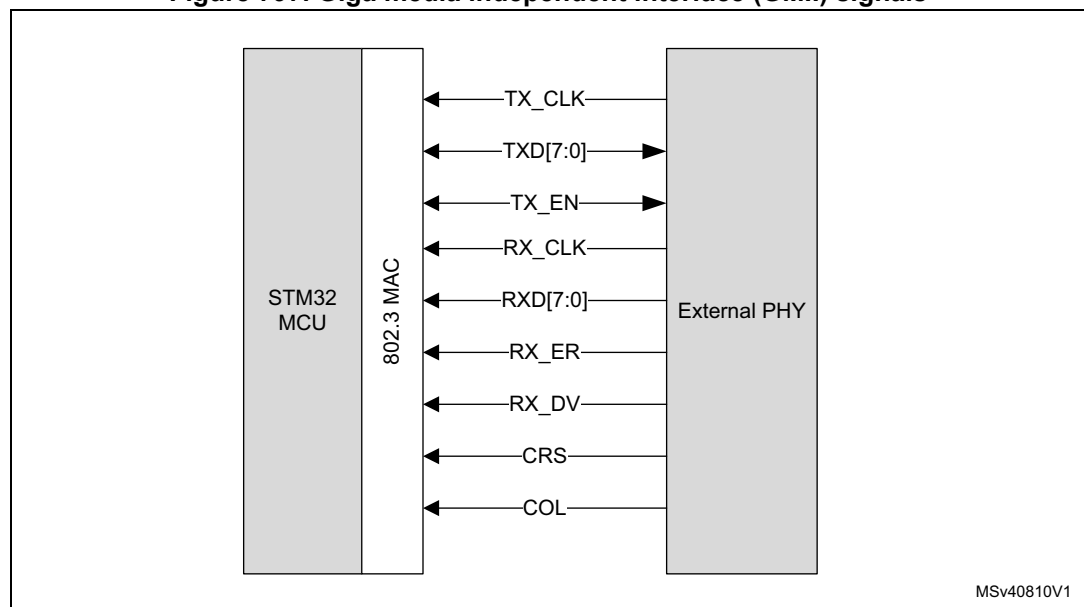 Figure Giga Media Independent Interface (GMII) signals
TX_CLK
TXD[7:0]
TX_EN
RX_CLK
STM32
MCU
802.3 MAC
RXD[7:0]
External PHY
RX_ER
RX_DV
CRS
COL
MSv40810V1